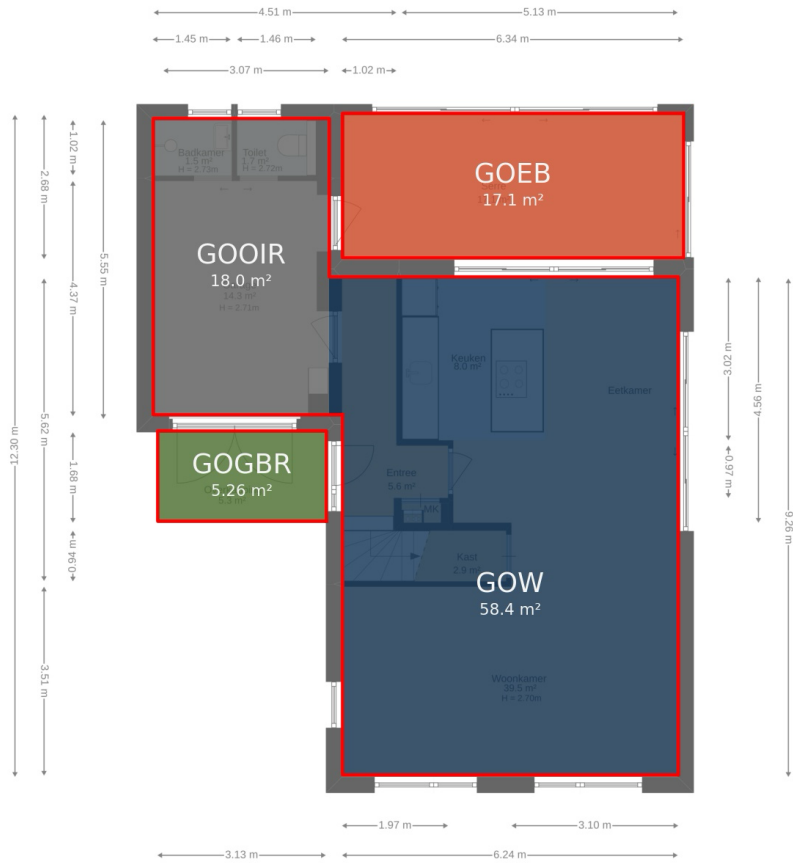 4.51 m
5.13 m
1.45 m
1.46 m
6.34 m
3.07 m
1.02 m
Badkamer
1.5 m²
H = 2.73m
Toilet
1.7 m²
H = 2.72m
GOEB
17.1 m²
GOOIR
18.0 m²
14.3 m²
H = 2.71m
1.02 m
2.68 m
5.55 m
4.37 m
12.30 m
5.62 m
1.68 m
0.94 m
3.51 m
Keuken
8.0 m²
Eetkamer
3.02 m
4.59 m
0.97 m
9.26 m
GOGBR
5.26 m²
Entree
5.6 m²
MK
Kast
2.9 m²
GOW
58.4 m²
Woonkamer
39.5 m²
H = 2.70m
1.97 m
3.10 m
3.13 m
6.24 m